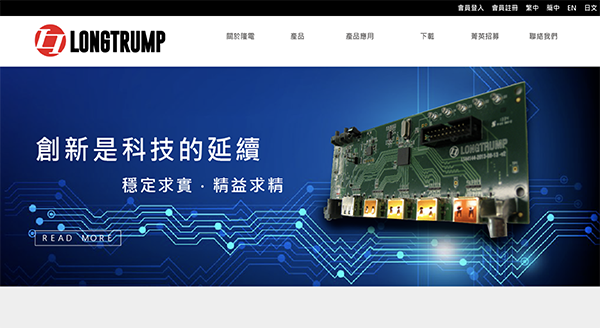 會員登入 會員註冊 繁中 簡中 EN 日文
LONGTRUMP
關於隆電 產品 產品應用 下載 菁英招募 聯絡我們
創新是科技的延續
穩定求實．精益求精
READ MORE
LONGTRUMP